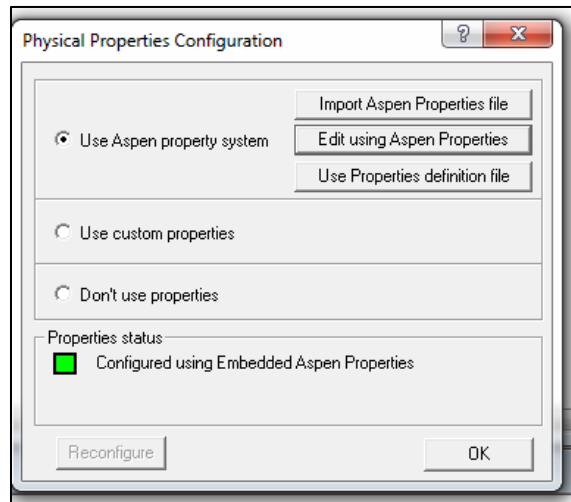 Physical Properties Configuration
Import Aspen Properties file
Use Aspen property system
Edit using Aspen Properties
Use Properties definition file
Use custom properties
Don't use properties
Properties status
Configured using Embedded Aspen Properties
Reconfigure
OK